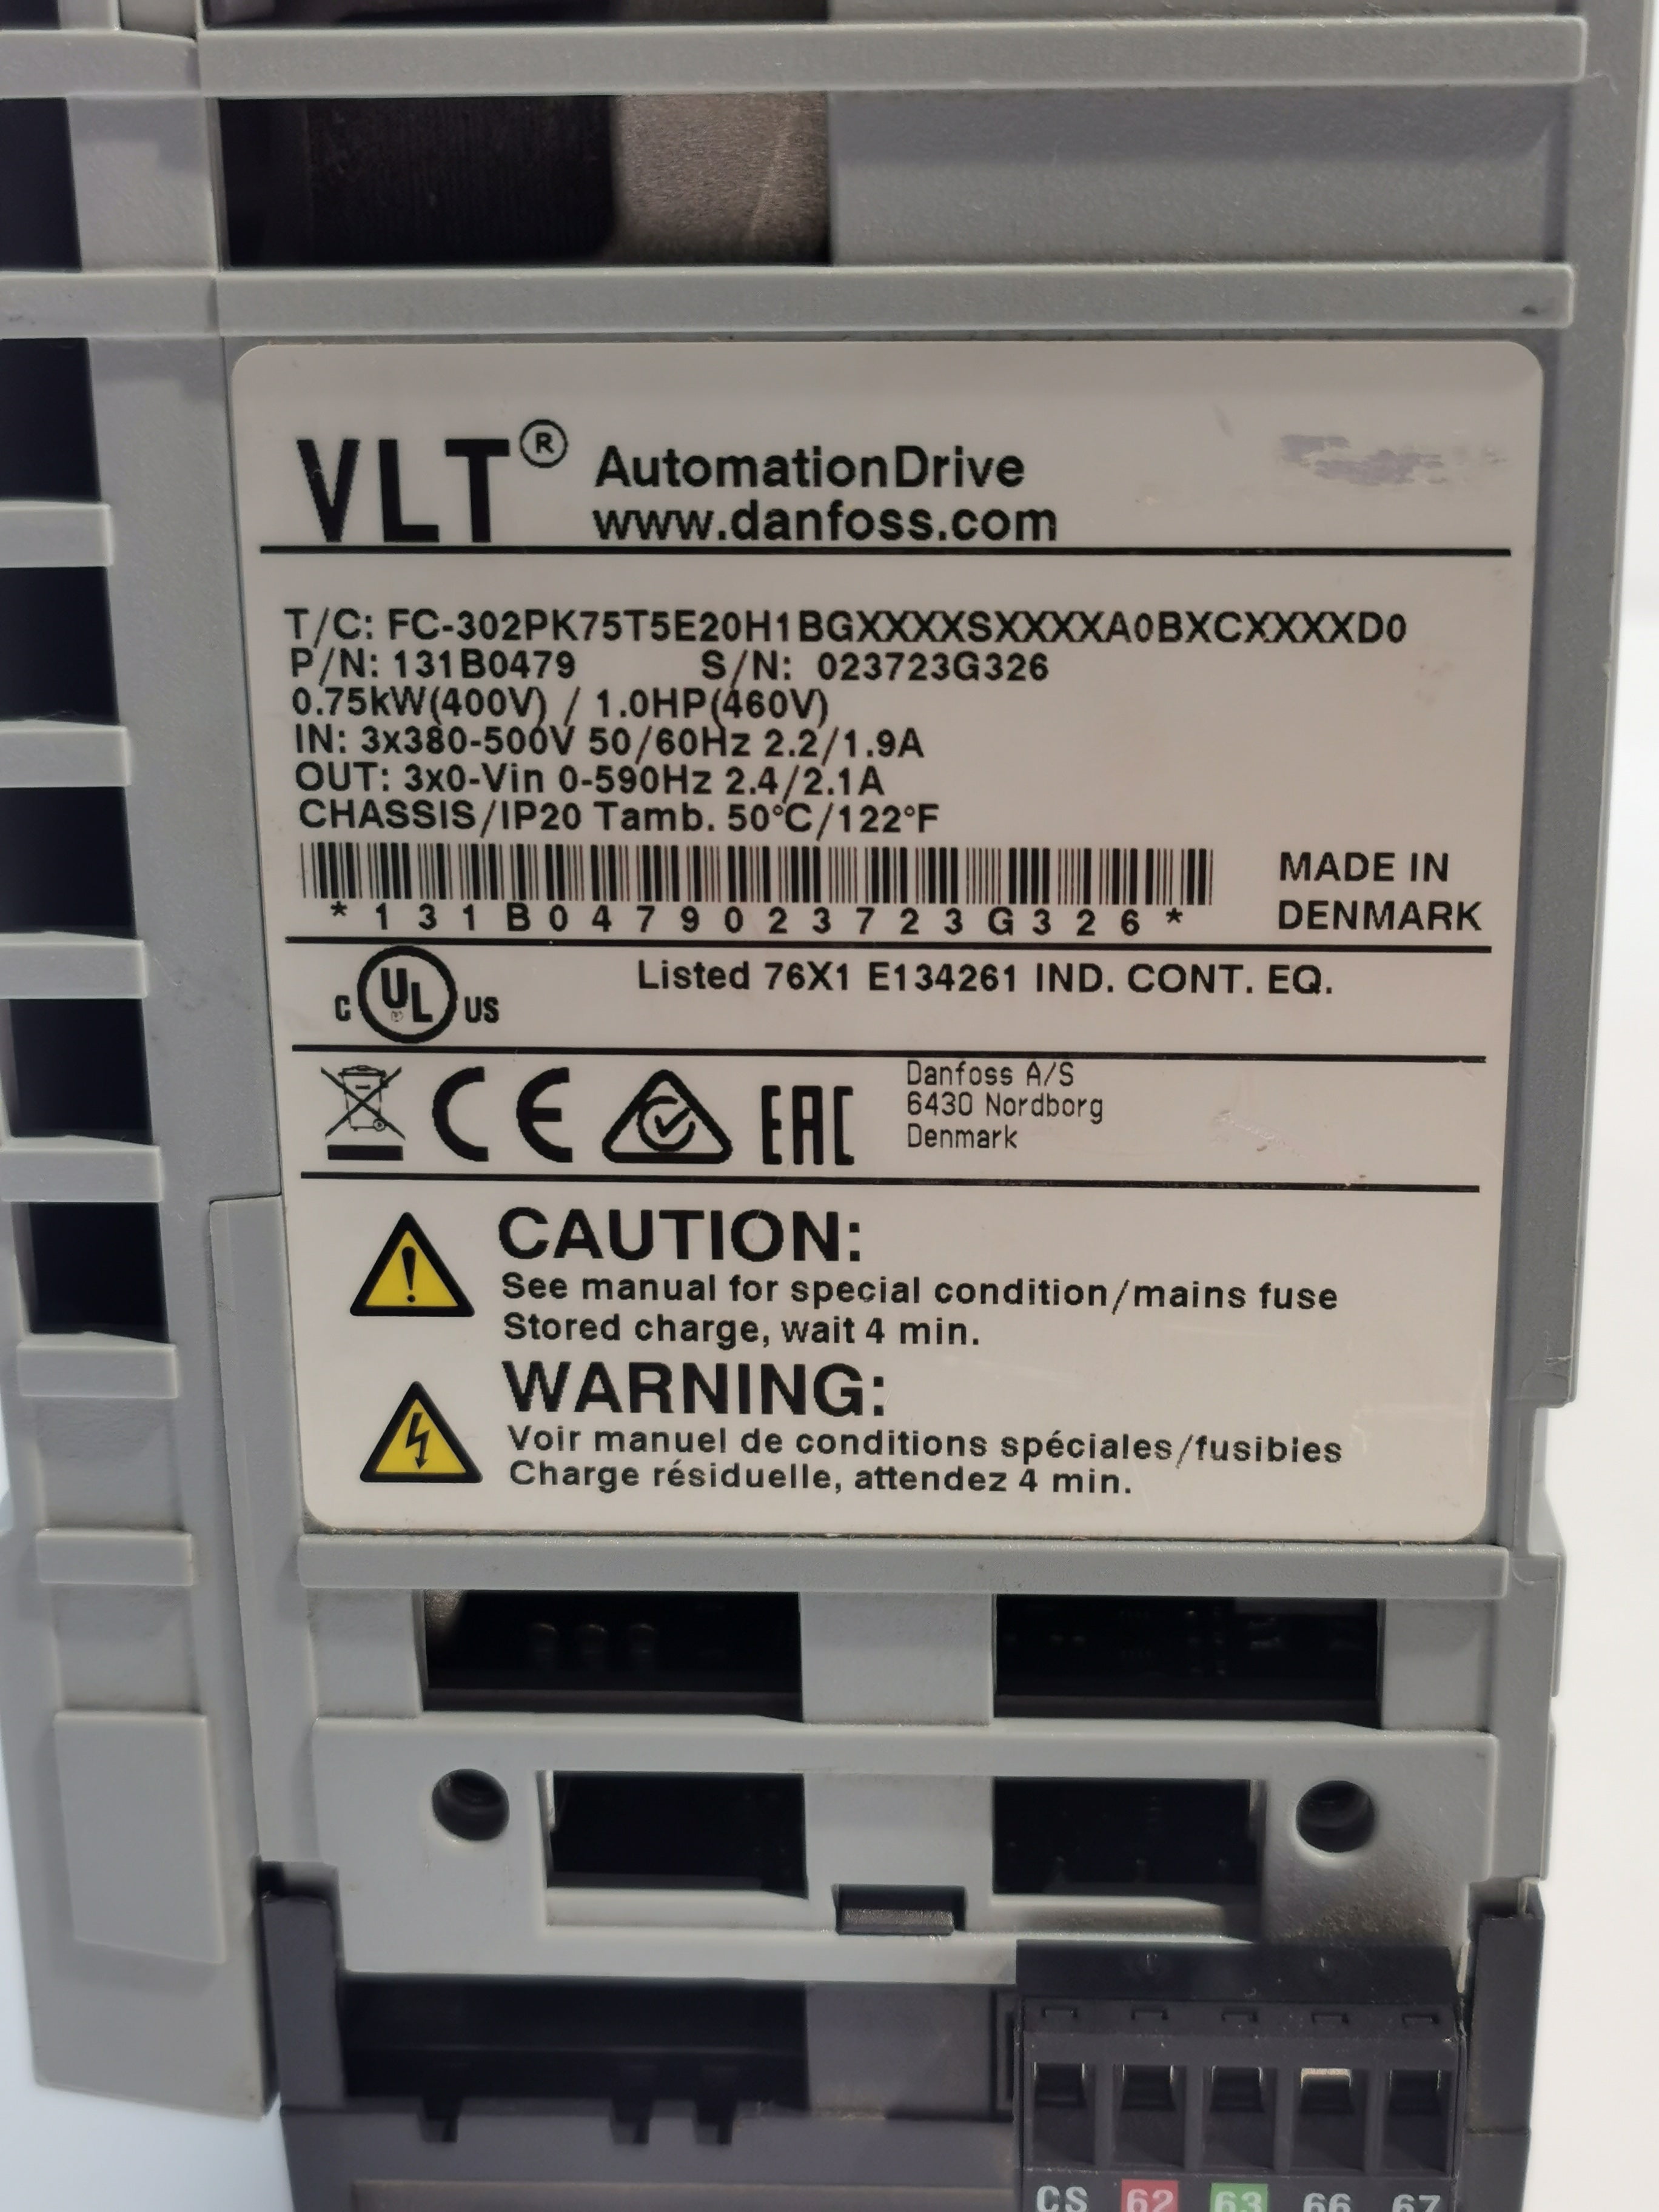 VLT® AutomationDrive
www.danfoss.com
T/C: FC-302PK75T5E20H1BGXXXXSXXXXA0BXCXXXXD0
P/N: 131B0479 S/N: 023723G326
0.75kW(400V) / 1.0HP(460V)
IN: 3x380-500V 50/60Hz 2.2/1.9A
OUT: 3x0-Vin 0-590Hz 2.4/2.1A
CHASSIS/IP20 Tamb. 50°C/122°F
*131B0479023723G326*
MADE IN
DENMARK
C UL US Listed 76X1 E134261 IND. CONT. EQ.
CE EAC
Danfoss A/S
6430 Nordborg
Denmark
CAUTION:
See manual for special condition/mains fuse
Stored charge, wait 4 min.
WARNING:
Voir manuel de conditions spéciales/fusibles
Charge résiduelle, attendez 4 min.
CS 62 63 66 67